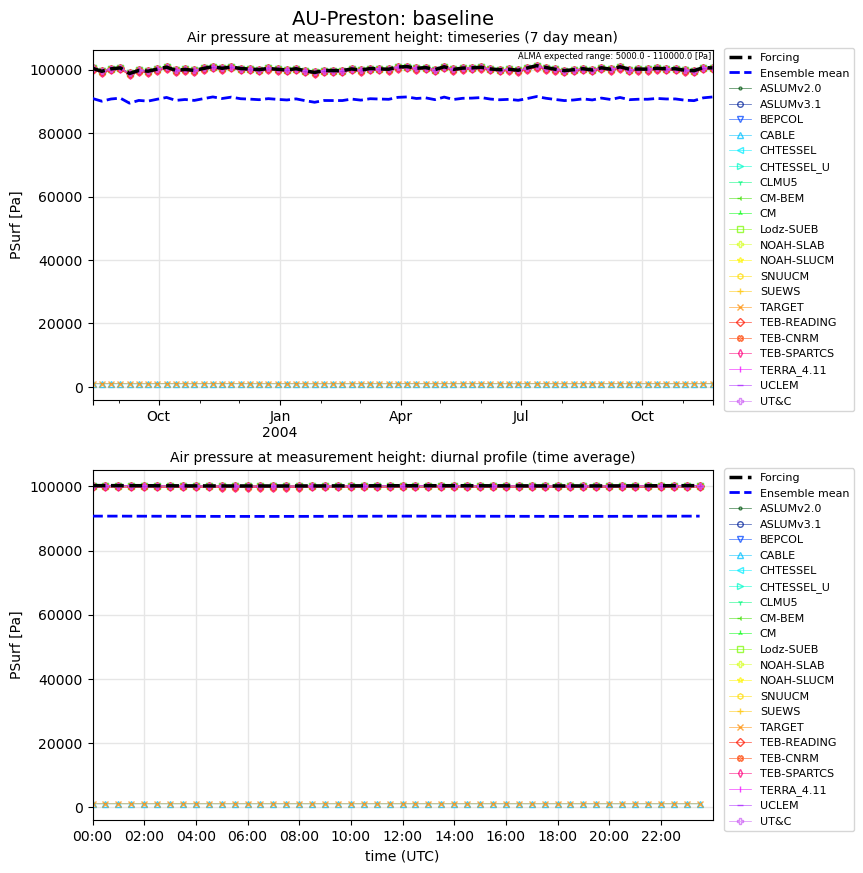 AU-Preston: baseline
Air pressure at measurement height: timeseries (7 day mean)
ALMA expected range: 5000.0 - 110000.0 [Pa]
PSurf [Pa]
100000
80000
60000
40000
20000
0
Oct
Jan
2004
Apr
Jul
Oct
Forcing
Ensemble mean
ASLUMv2.0
ASLUMv3.1
BEPCOL
CABLE
CHTESSEL
CHTESSEL_U
CLMU5
CM-BEM
CM
Lodz-SUEB
NOAH-SLAB
NOAH-SLUCM
SNUUCM
SUEWS
TARGET
TEB-READING
TEB-CNRM
TEB-SPARTCS
TERRA_4.11
UCLEM
UT&C
Air pressure at measurement height: diurnal profile (time average)
PSurf [Pa]
100000
80000
60000
40000
20000
0
00:00 02:00 04:00 06:00 08:00 10:00 12:00 14:00 16:00 18:00 20:00 22:00
time (UTC)
Forcing
Ensemble mean
ASLUMv2.0
ASLUMv3.1
BEPCOL
CABLE
CHTESSEL
CHTESSEL_U
CLMU5
CM-BEM
CM
Lodz-SUEB
NOAH-SLAB
NOAH-SLUCM
SNUUCM
SUEWS
TARGET
TEB-READING
TEB-CNRM
TEB-SPARTCS
TERRA_4.11
UCLEM
UT&C